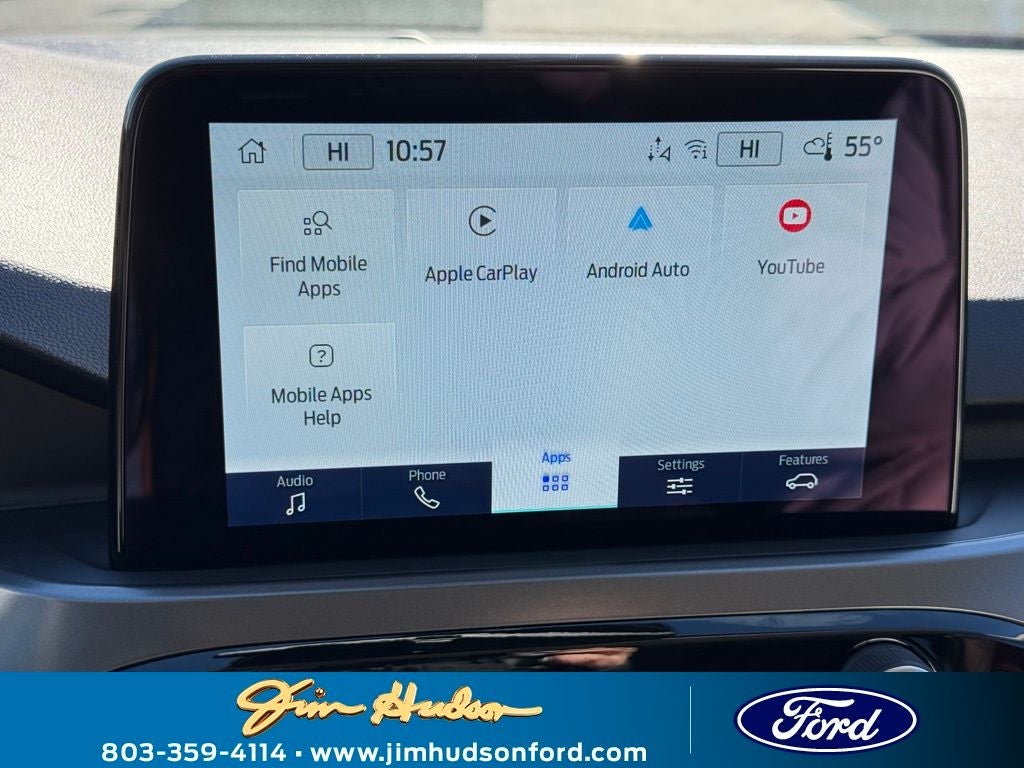 HI 10:57 HI 55°
Find Mobile
Apps
Apple CarPlay
Android Auto
YouTube
?
Mobile Apps
Help
Audio
Phone
Apps
Settings
Features
Jim Hudson
803-359-4114 · www.jimhudsonford.com
Ford